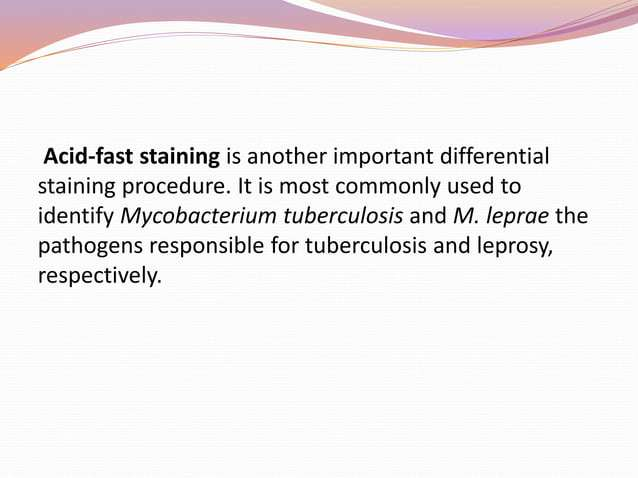 Acid-fast staining is another important differential
staining procedure. It is most commonly used to
identify Mycobacterium tuberculosis and M. leprae the
pathogens responsible for tuberculosis and leprosy,
respectively.